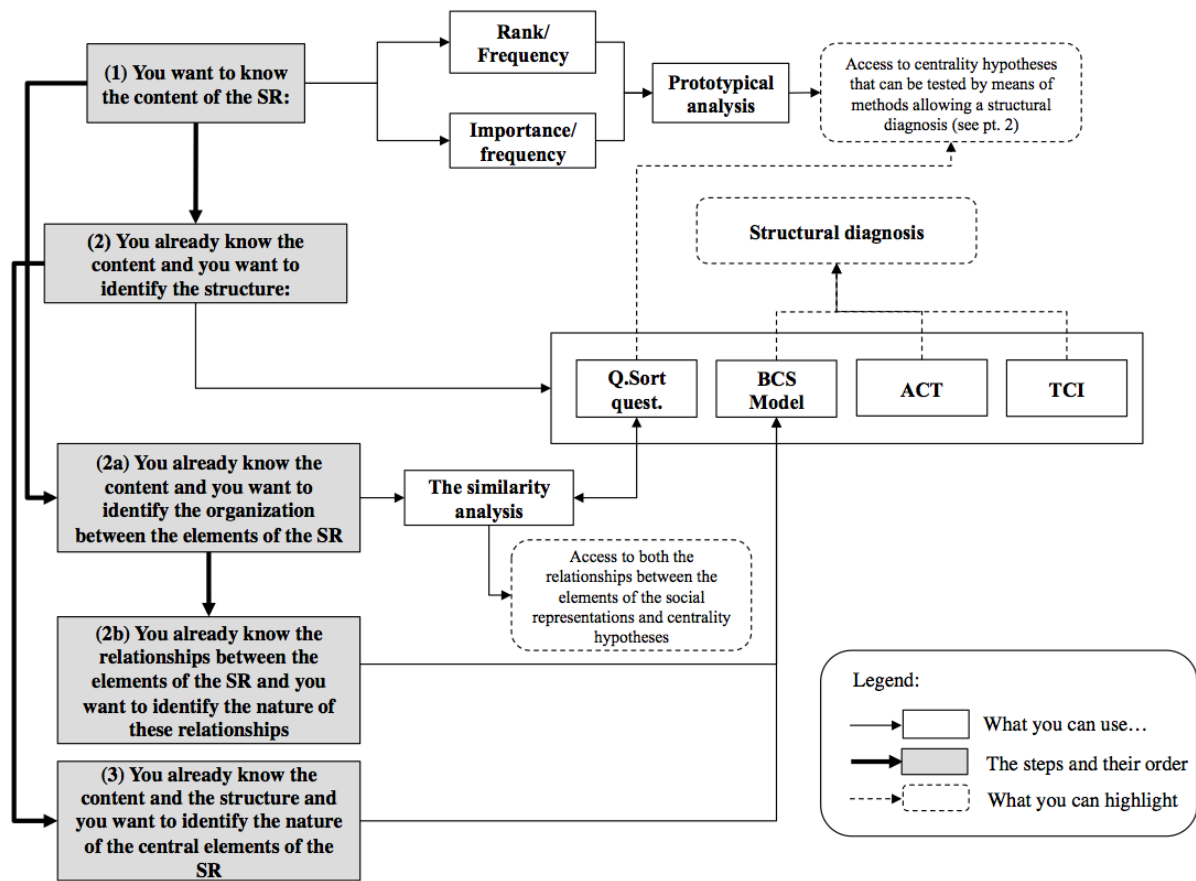 (1) You want to know
the content of the SR:
Rank/
Frequency
Importance/
frequency
Prototypical
analysis
Access to centrality hypotheses
that can be tested by means of
methods allowing a structural
diagnosis (see pt. 2)
(2) You already know the
content and you want to
identify the structure:
Structural diagnosis
Q.Sort
quest.
BCS
Model
ACT
TCI
(2a) You already know the
content and you want to
identify the organization
between the elements of the SR
The similarity
analysis
Access to both the
relationships between the
elements of the social
representations and centrality
hypotheses
(2b) You already know the
relationships between the
elements of the SR and you
want to identify the nature of
these relationships
(3) You already know the
content and the structure and
you want to identify the nature
of the central elements of the
SR
Legend:
What you can use…
The steps and their order
What you can highlight